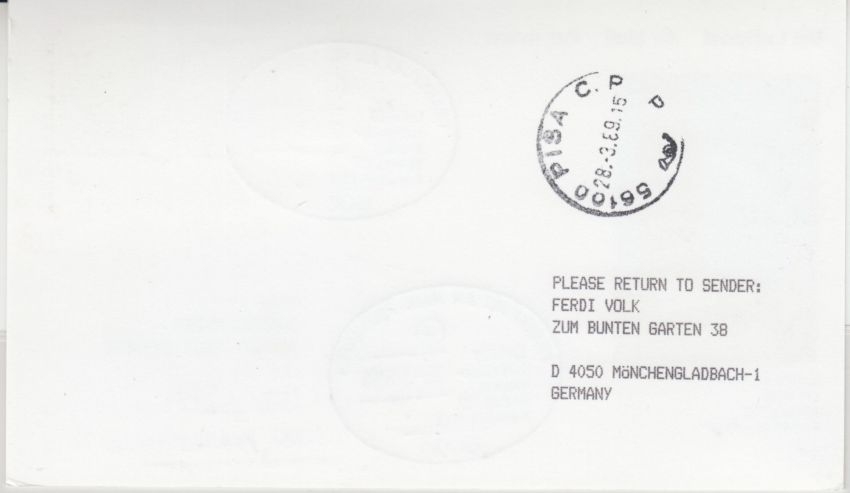 56100 PISA C.P
28.-3.89.15
PLEASE RETURN TO SENDER:
FERDI VOLK
ZUM BUNTEN GARTEN 38
D 4050 MöNCHENGLADBACH-1
GERMANY